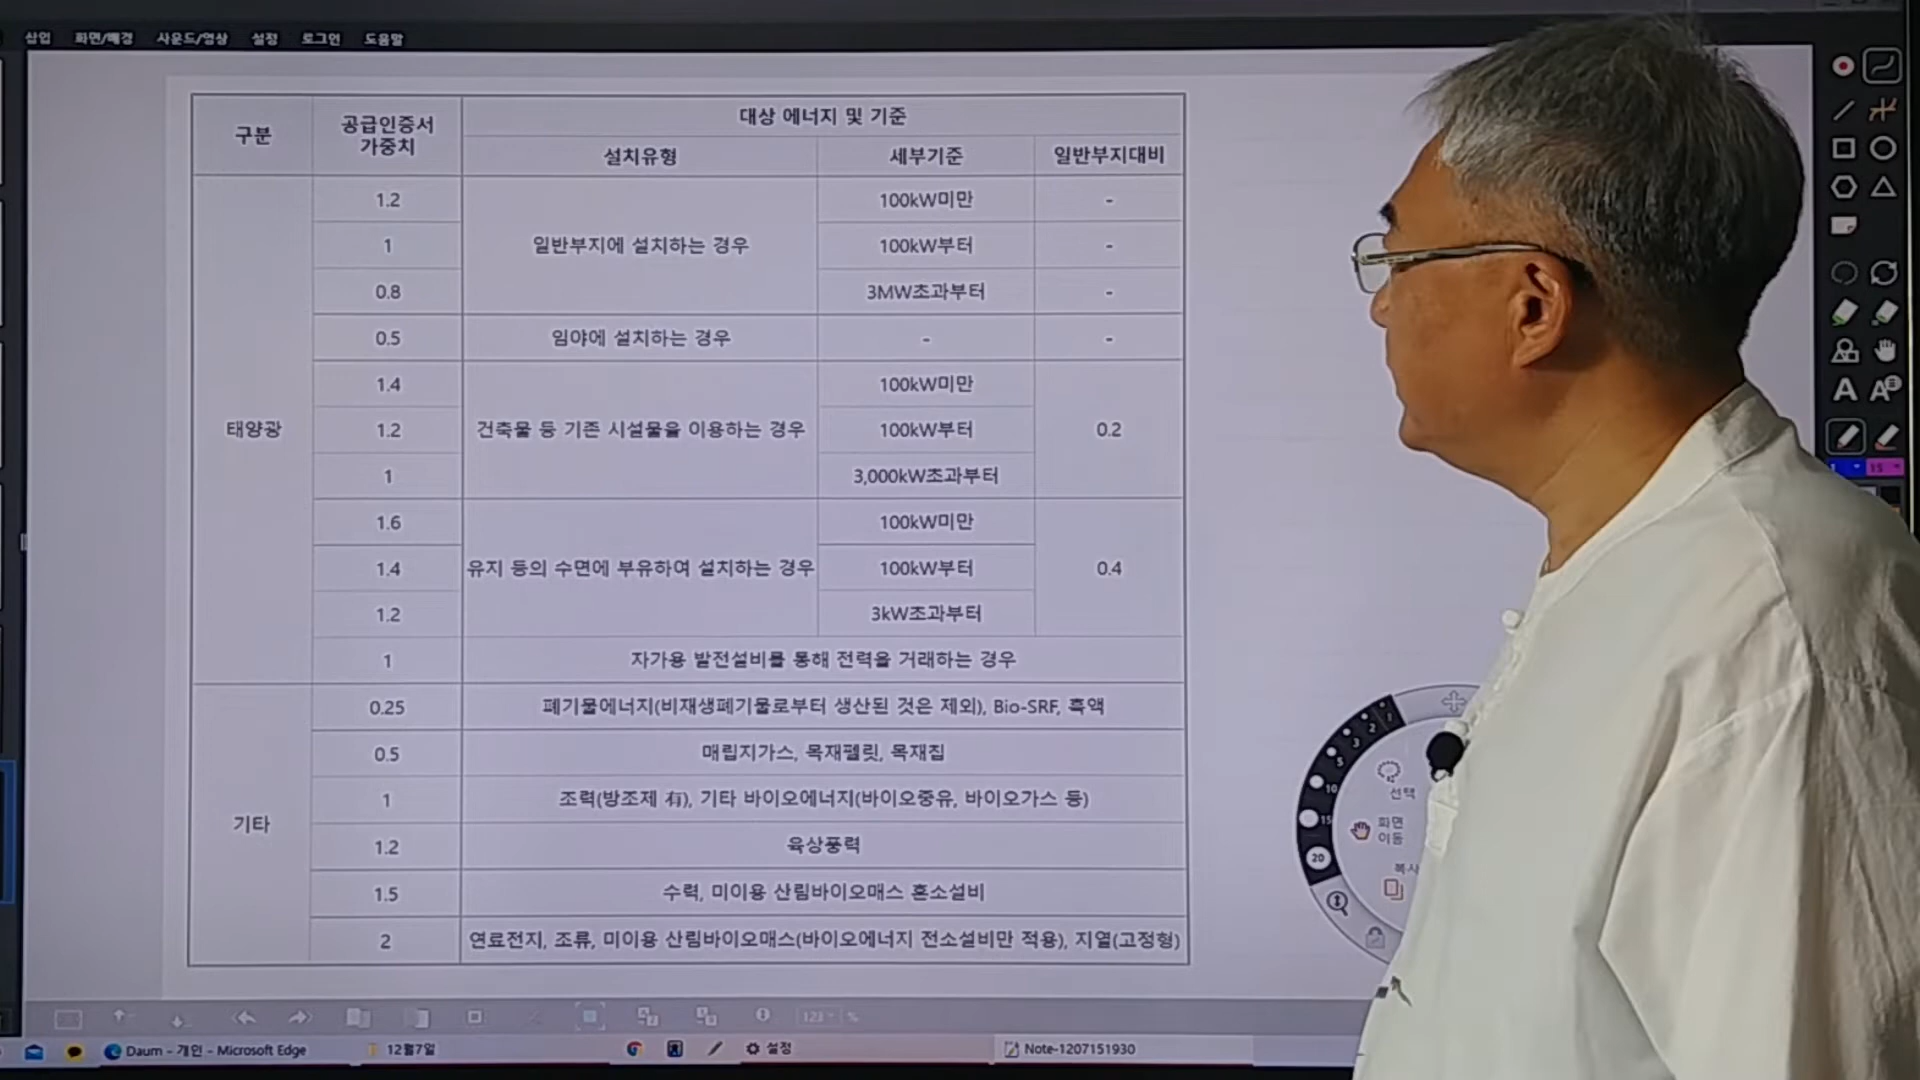 삽입 화면/배경 사운드/영상 설정 로그인 도움말
구분 공급인증서 가중치 대상 에너지 및 기준
설치유형 세부기준 일반부지대비
태양광
1.2 일반부지에 설치하는 경우 100kW미만 -
1 100kW부터 -
0.8 3MW초과부터 -
0.5 임야에 설치하는 경우 - -
1.4 건축물 등 기존 시설물을 이용하는 경우 100kW미만 0.2
1.2 100kW부터
1 3,000kW초과부터
1.6 유지 등의 수면에 부유하여 설치하는 경우 100kW미만 0.4
1.4 100kW부터
1.2 3kW초과부터
1 자가용 발전설비를 통해 전력을 거래하는 경우
기타
0.25 폐기물에너지(비재생폐기물로부터 생산된 것은 제외), Bio-SRF, 흑액
0.5 매립지가스, 목재펠릿, 목재칩
1 조력(방조제 有), 기타 바이오에너지(바이오중유, 바이오가스 등)
1.2 육상풍력
1.5 수력, 미이용 산림바이오매스 혼소설비
2 연료전지, 조류, 미이용 산림바이오매스(바이오에너지 전소설비만 적용), 지열(고정형)
1 2 3 5 10 15 20
선택
화면 이동
복사
123 %
Daum - 개인 - Microsoft Edge 12월7일 설정 Note-1207151930